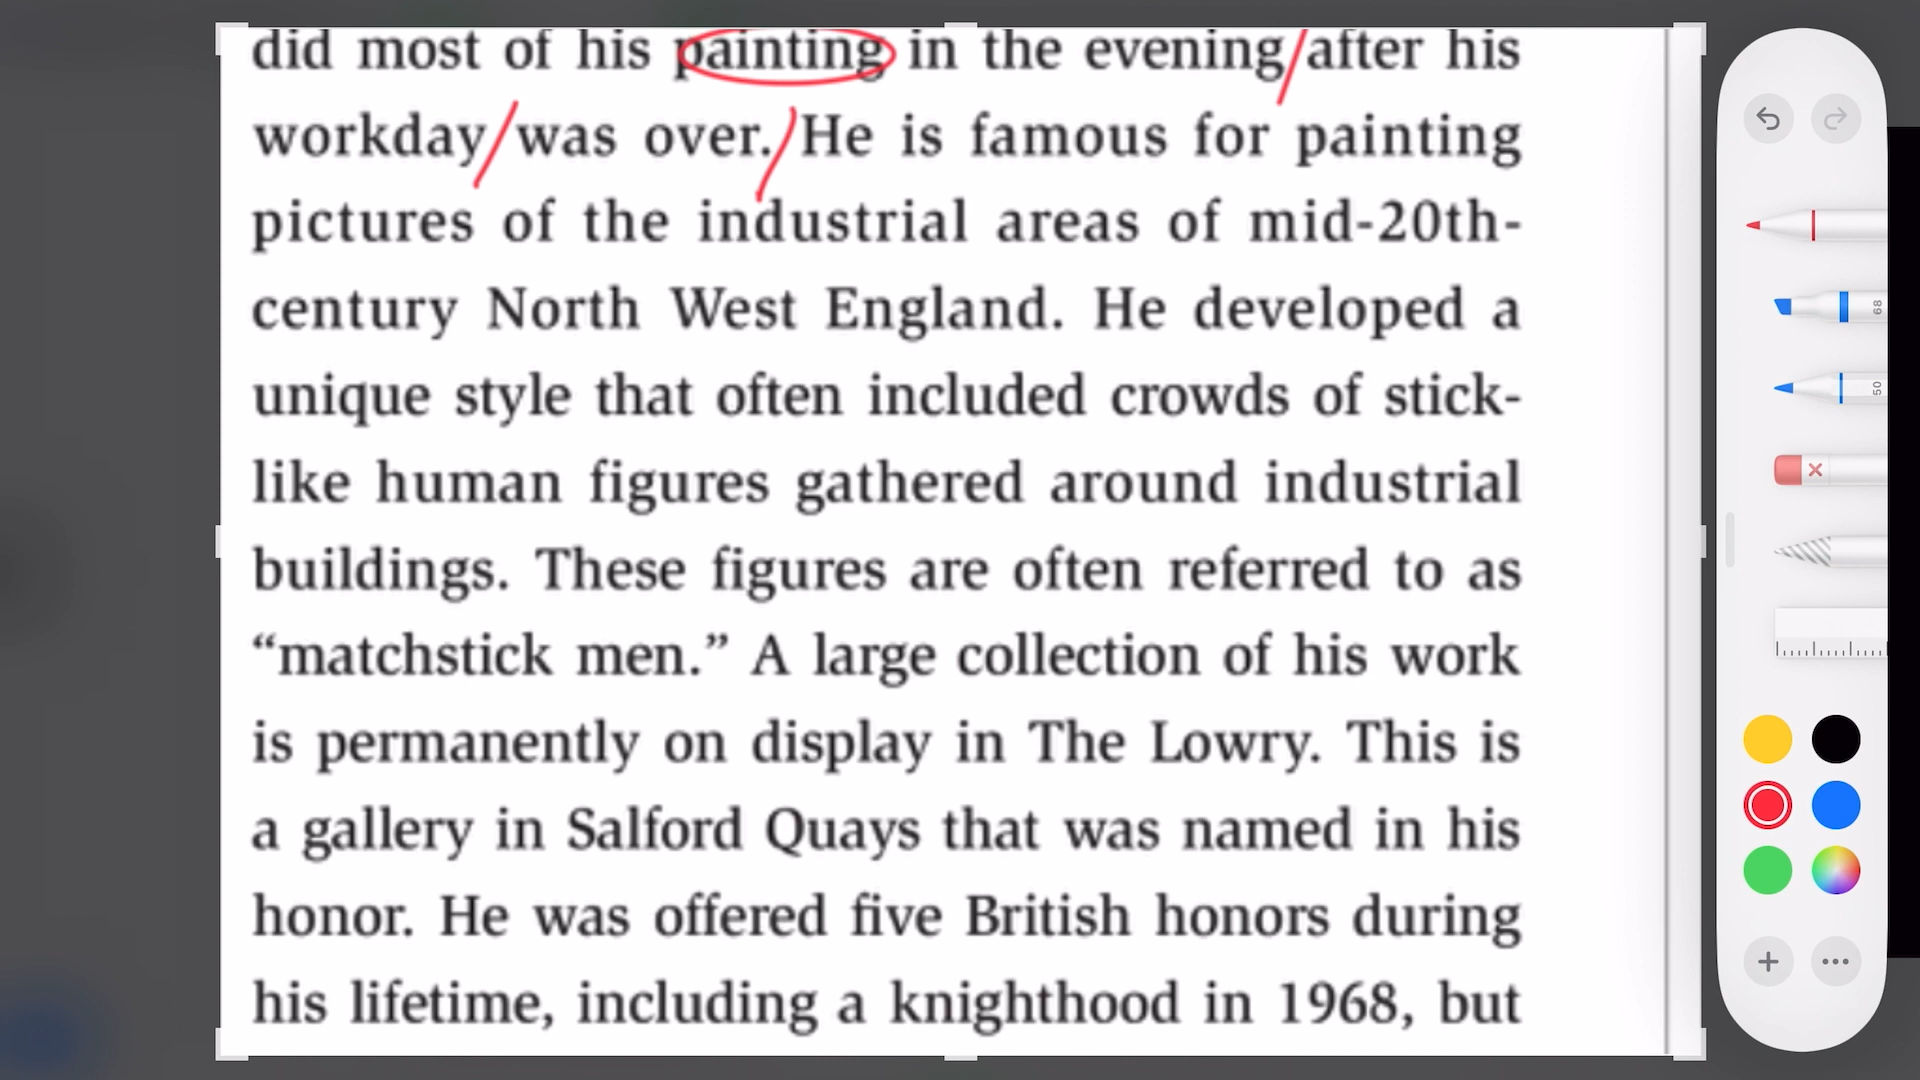 did most of his painting in the evening after his
workday was over. He is famous for painting
pictures of the industrial areas of mid-20th-
century North West England. He developed a
unique style that often included crowds of stick-
like human figures gathered around industrial
buildings. These figures are often referred to as
“matchstick men.” A large collection of his work
is permanently on display in The Lowry. This is
a gallery in Salford Quays that was named in his
honor. He was offered five British honors during
his lifetime, including a knighthood in 1968, but
68
50